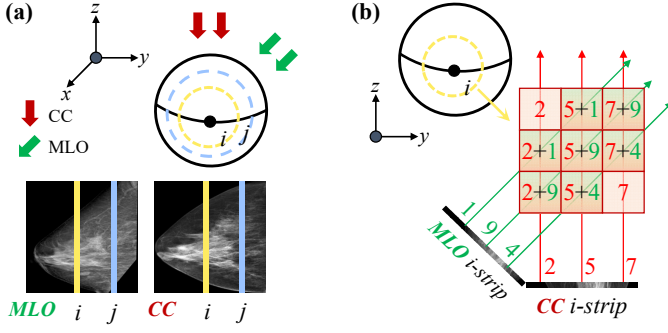 (a)
z
y
x
CC
MLO
i
j
MLO
i
j
CC
i
j
(b)
z
y
i
2 5+1 7+9
2+1 5+9 7+4
2+9 5+4 7
1
9
4
MLO i-strip
2 5 7
CC i-strip